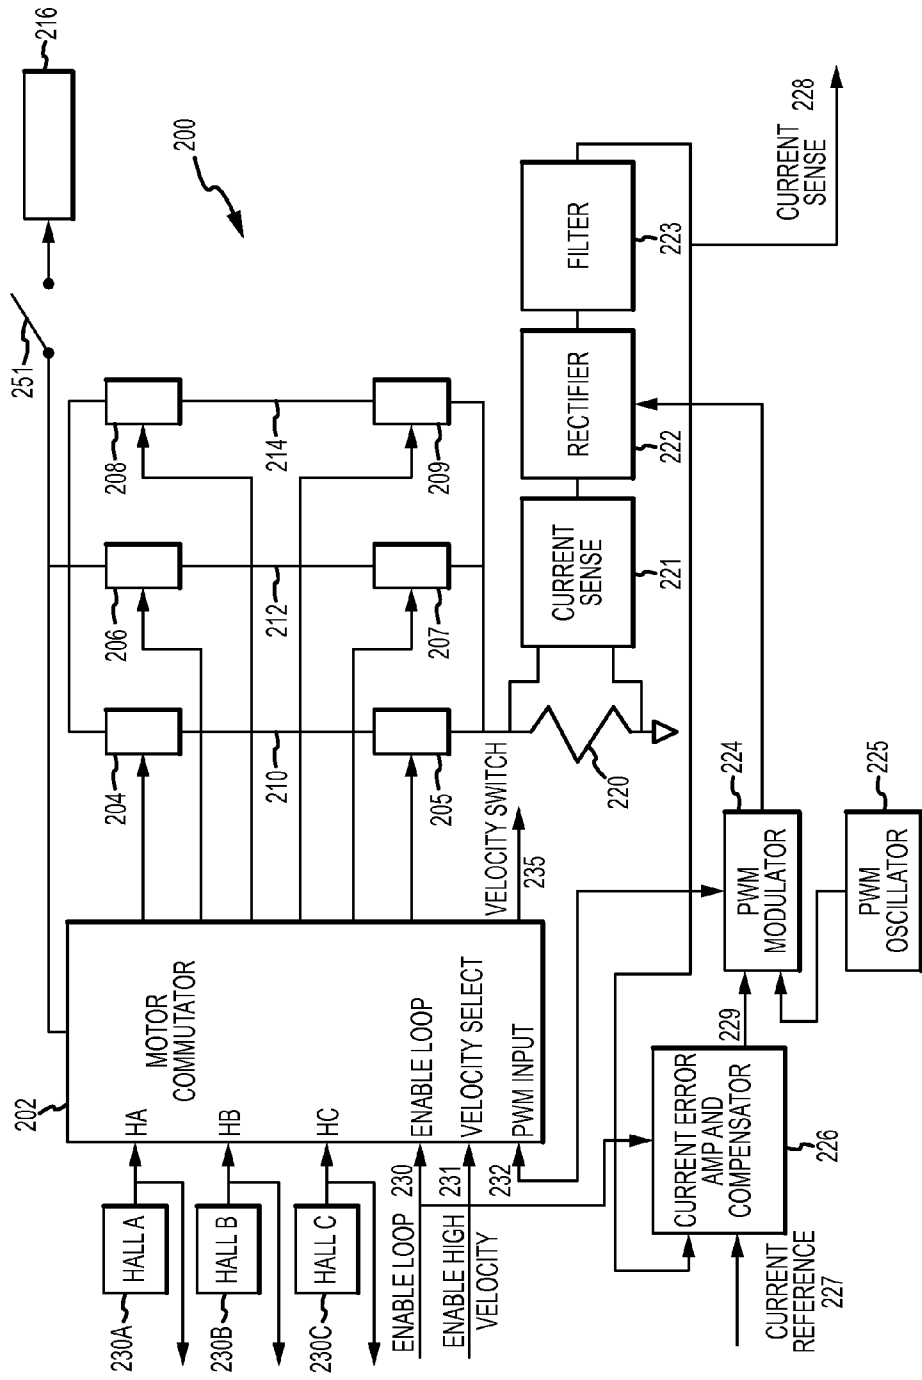 216
251
200
208
214
209
206
212
207
204
210
205
202
MOTOR
COMMUTATOR
HA
HB
HC
ENABLE LOOP
VELOCITY SELECT
PWM INPUT
HALL A
230A
HALL B
230B
HALL C
230C
ENABLE LOOP
230
ENABLE HIGH
VELOCITY
231
232
VELOCITY SWITCH
235
220
CURRENT
SENSE
221
RECTIFIER
222
FILTER
223
CURRENT
SENSE
228
PWM
MODULATOR
224
PWM
OSCILLATOR
225
CURRENT ERROR
AMP AND
COMPENSATOR
226
229
CURRENT
REFERENCE
227